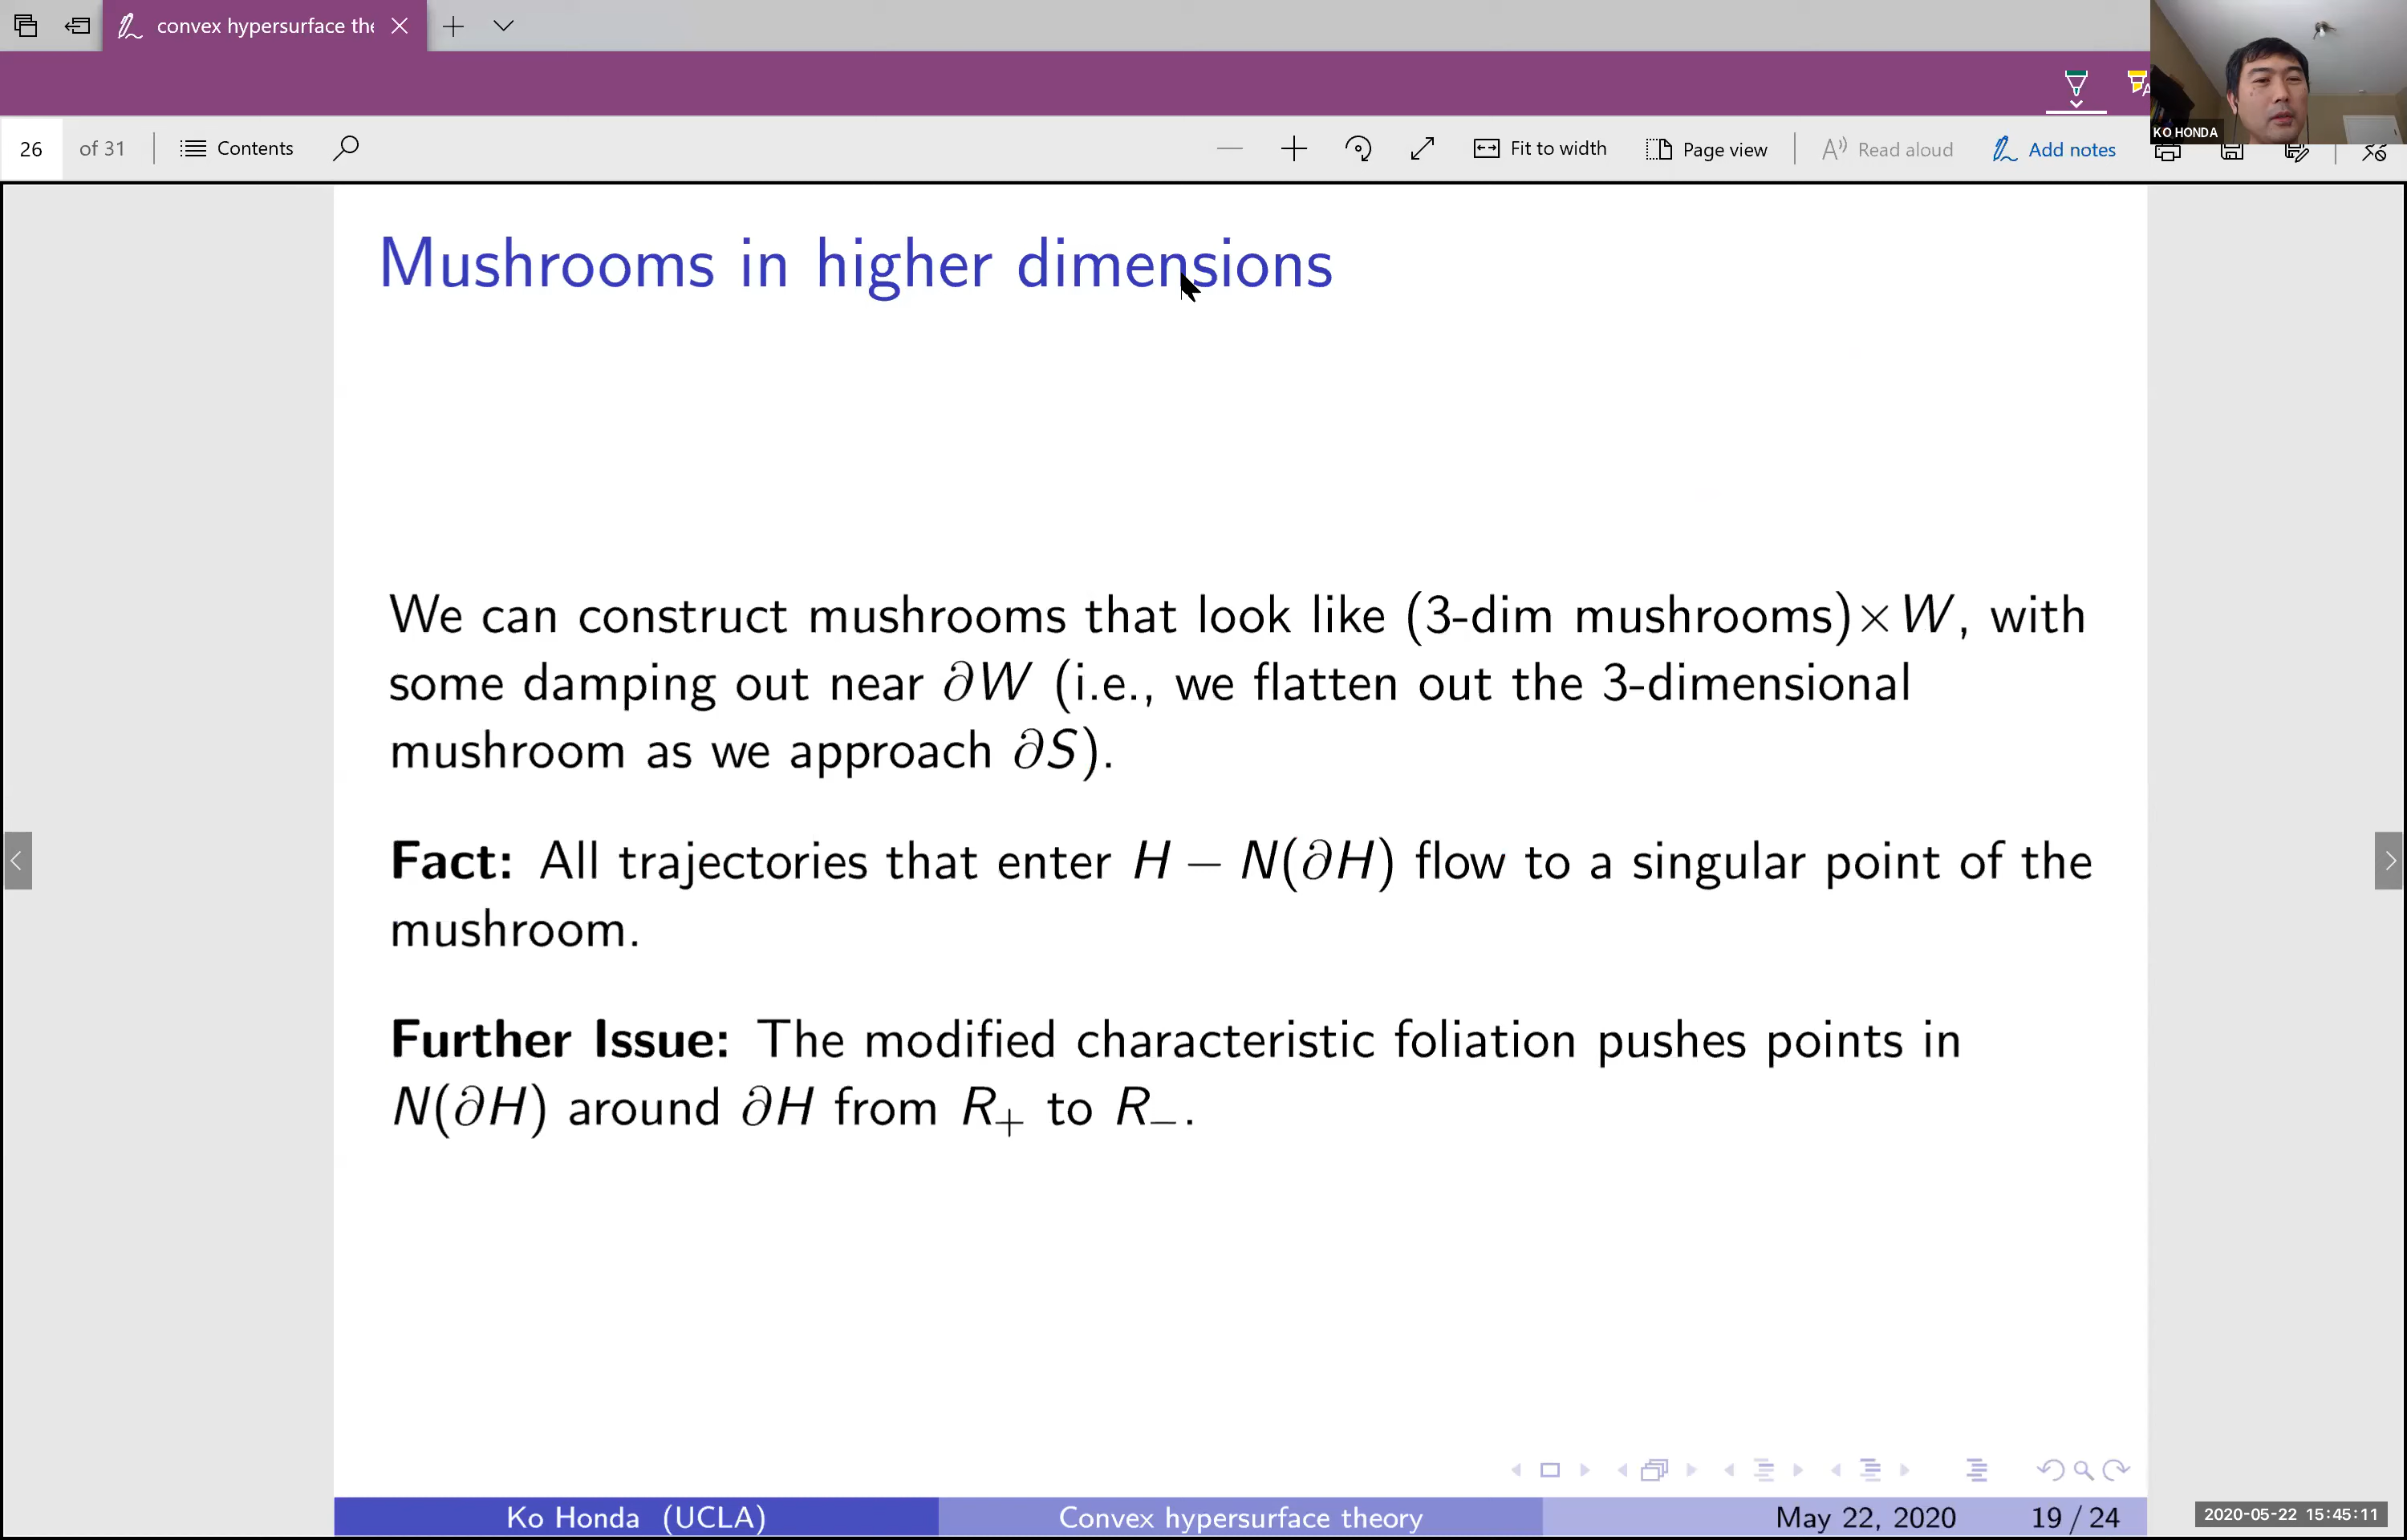 convex hypersurface the
26 of 31 Contents Fit to width Page view Read aloud Add notes
KO HONDA
Mushrooms in higher dimensions
We can construct mushrooms that look like (3-dim mushrooms)×W, with
some damping out near ∂W (i.e., we flatten out the 3-dimensional
mushroom as we approach ∂S).
Fact: All trajectories that enter H − N(∂H) flow to a singular point of the
mushroom.
Further Issue: The modified characteristic foliation pushes points in
N(∂H) around ∂H from R₊ to R₋.
Ko Honda (UCLA) Convex hypersurface theory May 22, 2020 19 / 24
2020-05-22 15:45:11